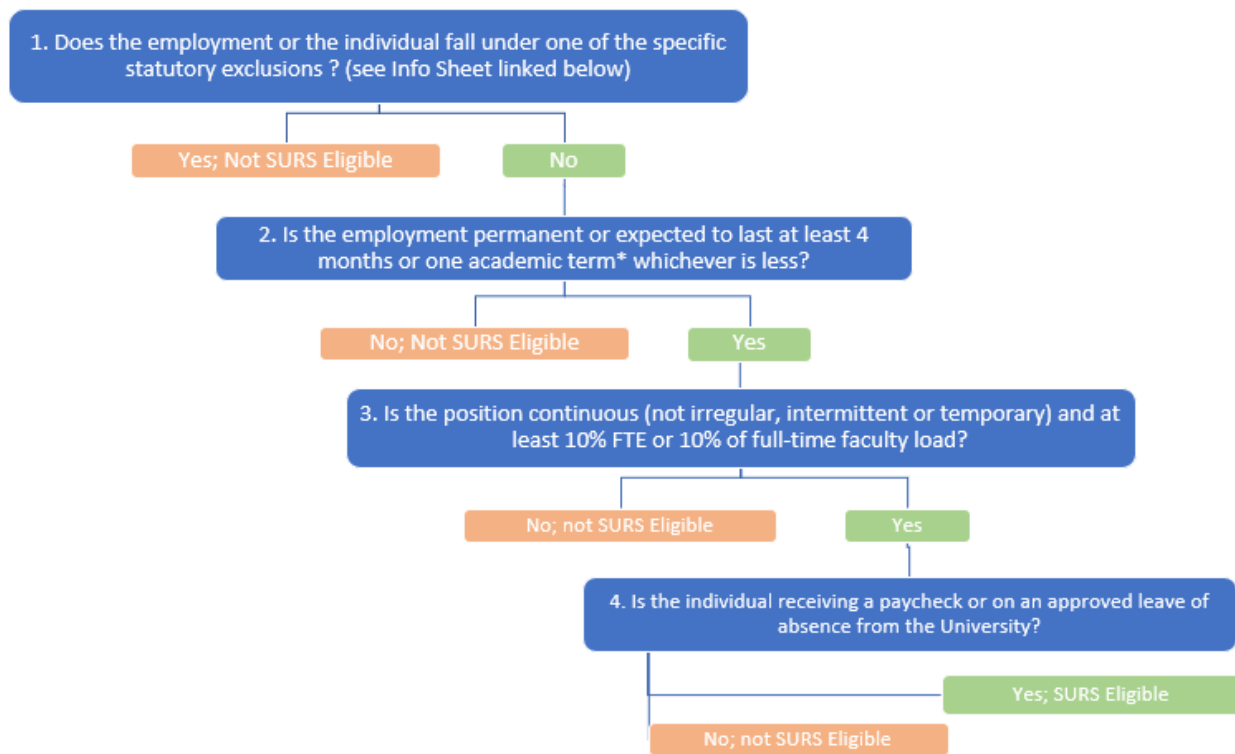 1. Does the employment or the individual fall under one of the specific
statutory exclusions ? (see Info Sheet linked below)
Yes; Not SURS Eligible
No
2. Is the employment permanent or expected to last at least 4
months or one academic term* whichever is less?
No; Not SURS Eligible
Yes
3. Is the position continuous (not irregular, intermittent or temporary) and at
least 10% FTE or 10% of full-time faculty load?
No; not SURS Eligible
Yes
4. Is the individual receiving a paycheck or on an approved leave of
absence from the University?
Yes; SURS Eligible
No; not SURS Eligible